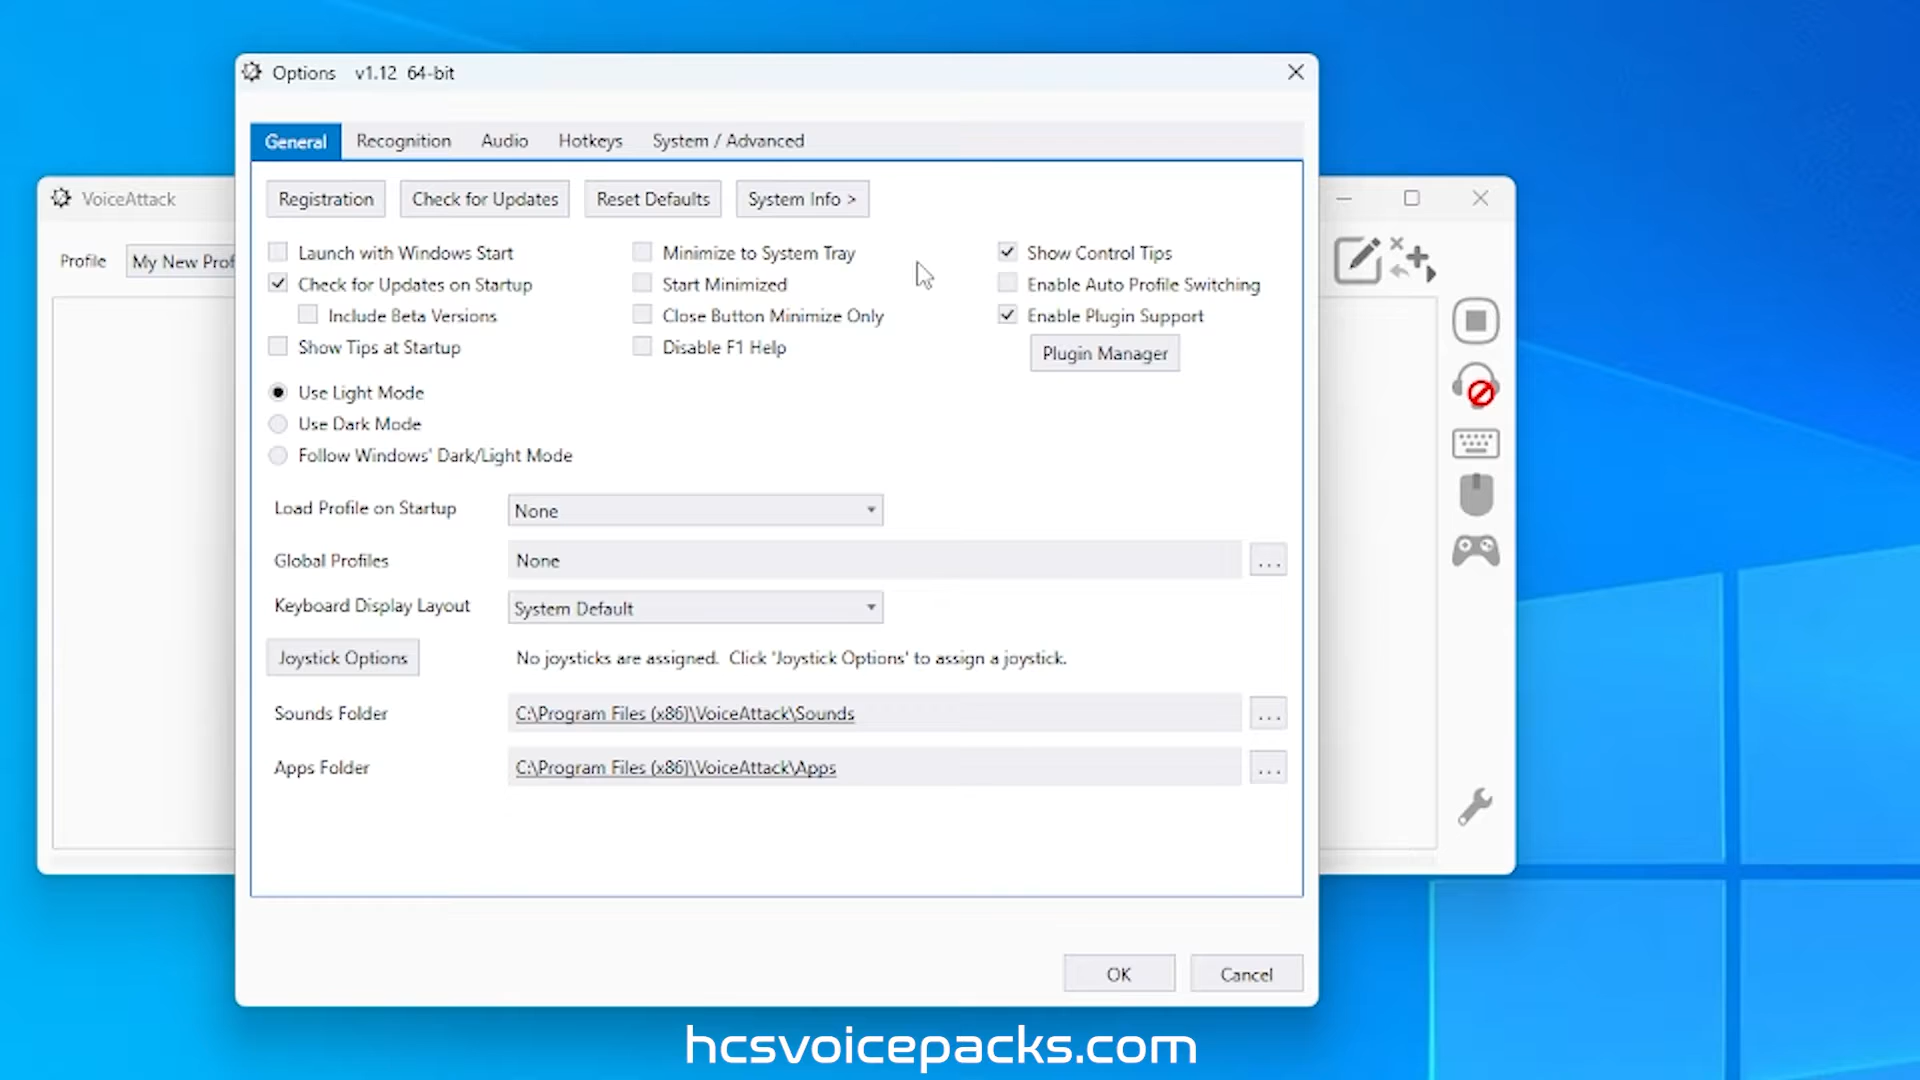 Options v1.12 64-bit
General Recognition Audio Hotkeys System / Advanced
VoiceAttack
Registration Check for Updates Reset Defaults System Info >
Launch with Windows Start Minimize to System Tray Show Control Tips
Profile My New Prof
Check for Updates on Startup Start Minimized Enable Auto Profile Switching
Include Beta Versions Close Button Minimize Only Enable Plugin Support
Show Tips at Startup Disable F1 Help Plugin Manager
Use Light Mode
Use Dark Mode
Follow Windows' Dark/Light Mode
Load Profile on Startup None
Global Profiles None ...
Keyboard Display Layout System Default
Joystick Options No joysticks are assigned. Click 'Joystick Options' to assign a joystick.
Sounds Folder C:\Program Files (x86)\VoiceAttack\Sounds ...
Apps Folder C:\Program Files (x86)\VoiceAttack\Apps ...
OK Cancel
hcsvoicepacks.com